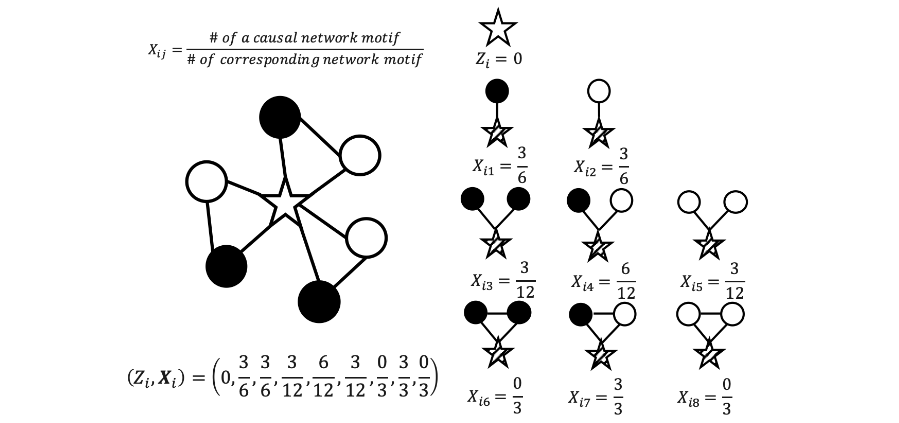 X_{ij} = \frac{\# of a causal network motif}{\# of corresponding network motif}
Z_i = 0
X_{i1} = \frac{3}{6} X_{i2} = \frac{3}{6}
X_{i3} = \frac{3}{12} X_{i4} = \frac{6}{12} X_{i5} = \frac{3}{12}
X_{i6} = \frac{0}{3} X_{i7} = \frac{3}{3} X_{i8} = \frac{0}{3}
(Z_i, X_i) = \left(0, \frac{3}{6}, \frac{3}{6}, \frac{3}{12}, \frac{6}{12}, \frac{3}{12}, \frac{0}{3}, \frac{3}{3}, \frac{0}{3}\right)